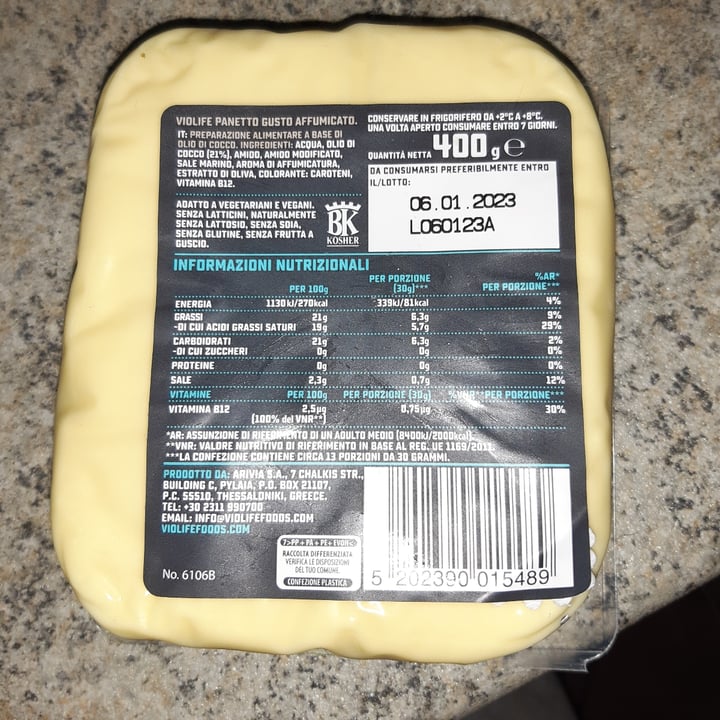 VIOLIFE PANETTO GUSTO AFFUMICATO.
IT: PREPARAZIONE ALIMENTARE A BASE DI
OLIO DI COCCO. INGREDIENTI: ACQUA, OLIO DI
COCCO (21%), AMIDO, AMIDO MODIFICATO,
SALE MARINO, AROMA DI AFFUMICATURA,
ESTRATTO DI OLIVA, COLORANTE: CAROTENI,
VITAMINA B12.
ADATTO A VEGETARIANI E VEGANI.
SENZA LATTICINI, NATURALMENTE
SENZA LATTOSIO, SENZA SOIA,
SENZA GLUTINE, SENZA FRUTTA A
GUSCIO.
BK
KOSHER
CONSERVARE IN FRIGORIFERO DA +2°C A +8°C.
UNA VOLTA APERTO CONSUMARE ENTRO 7 GIORNI.
QUANTITÀ NETTA 400 g e
DA CONSUMARSI PREFERIBILMENTE ENTRO
IL/LOTTO:
06.01.2023
L060123A
INFORMAZIONI NUTRIZIONALI
PER 100g PER PORZIONE (30g)*** %AR* PER PORZIONE***
ENERGIA 1130kJ/270kcal 339kJ/81kcal 4%
GRASSI 21g 6,3g 9%
-DI CUI ACIDI GRASSI SATURI 19g 5,7g 29%
CARBOIDRATI 21g 6,3g 2%
-DI CUI ZUCCHERI 0g 0g 0%
PROTEINE 0g 0g 0%
SALE 2,3g 0,7g 12%
VITAMINE PER 100g PER PORZIONE (30g) %VNR**PER PORZIONE***
VITAMINA B12 2,5µg 0,75µg 30%
(100% del VNR**)
*AR: ASSUNZIONE DI RIFERIMENTO DI UN ADULTO MEDIO (8400kJ/2000kcal).
**VNR: VALORE NUTRITIVO DI RIFERIMENTO IN BASE AL REG. UE 1169/2011.
***LA CONFEZIONE CONTIENE CIRCA 13 PORZIONI DA 30 GRAMMI.
PRODOTTO DA: ARIVIA S.A., 7 CHALKIS STR.,
BUILDING C, PYLAIA, P.O. BOX 21107,
P.C. 55510, THESSALONIKI, GREECE.
TEL: +30 2311 990700
EMAIL: INFO@VIOLIFEFOODS.COM
VIOLIFEFOODS.COM
No. 6106B
7>PP+PA+PE+EVOH<
RACCOLTA DIFFERENZIATA
VERIFICA LE DISPOSIZIONI
DEL TUO COMUNE.
CONFEZIONE PLASTICA
5 202390 015489